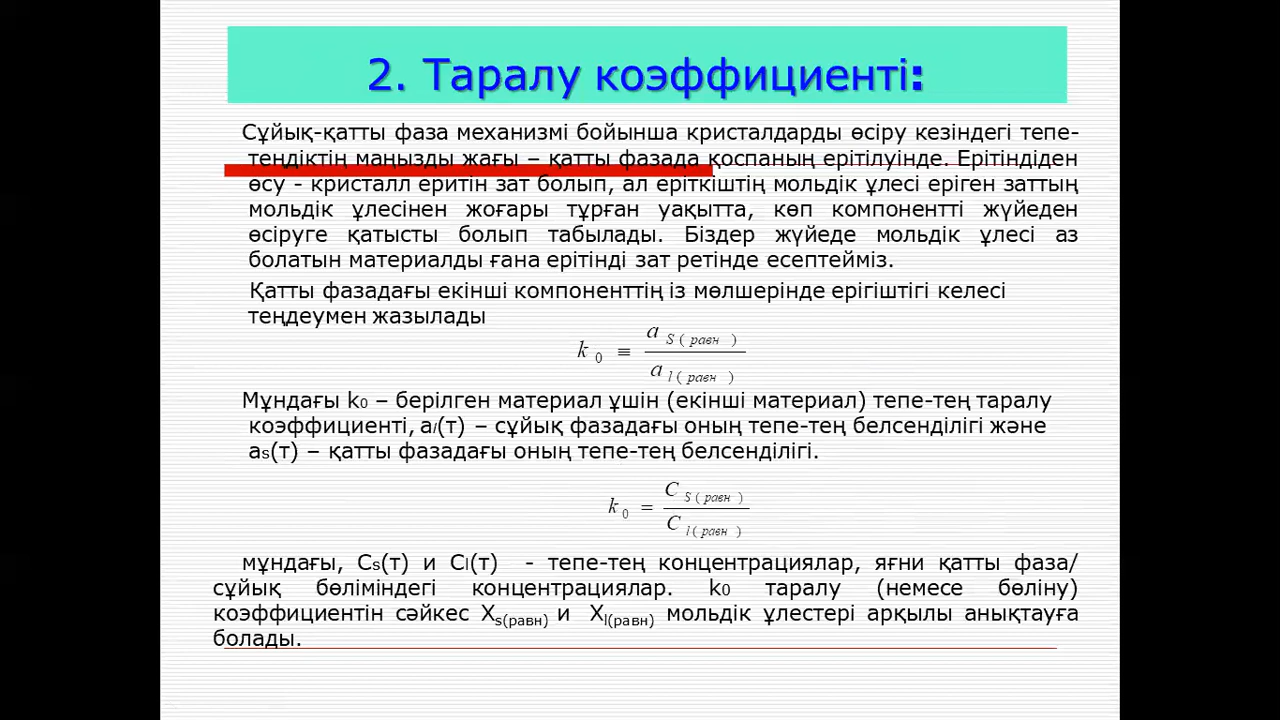 2. Таралу коэффициенті:
Сұйық-қатты фаза механизмі бойынша кристалдарды өсіру кезіндегі тепе-
теңдіктің маңызды жағы – қатты фазада қоспаның ерітілуінде. Ерітіндіден
өсу - кристалл еритін зат болып, ал еріткіштің мольдік үлесі еріген заттың
мольдік үлесінен жоғары тұрған уақытта, көп компонентті жүйеден
өсіруге қатысты болып табылады. Біздер жүйеде мольдік үлесі аз
болатын материалды ғана ерітінді зат ретінде есептейміз.
Қатты фазадағы екінші компоненттің із мөлшерінде ерігіштігі келесі
теңдеумен жазылады
k 0 ≡ a S ( равн ) / a l ( равн )
Мұндағы k0 – берілген материал үшін (екінші материал) тепе-тең таралу
коэффициенті, al(т) – сұйық фазадағы оның тепе-тең белсенділігі және
as(т) – қатты фазадағы оның тепе-тең белсенділігі.
k 0 = C S ( равн ) / C l ( равн )
мұндағы, Cs(т) и Cl(т) - тепе-тең концентрациялар, яғни қатты фаза/
сұйық бөліміндегі концентрациялар. k0 таралу (немесе бөліну)
коэффициентін сәйкес Xs(равн) и Xl(равн) мольдік үлестері арқылы анықтауға
болады.